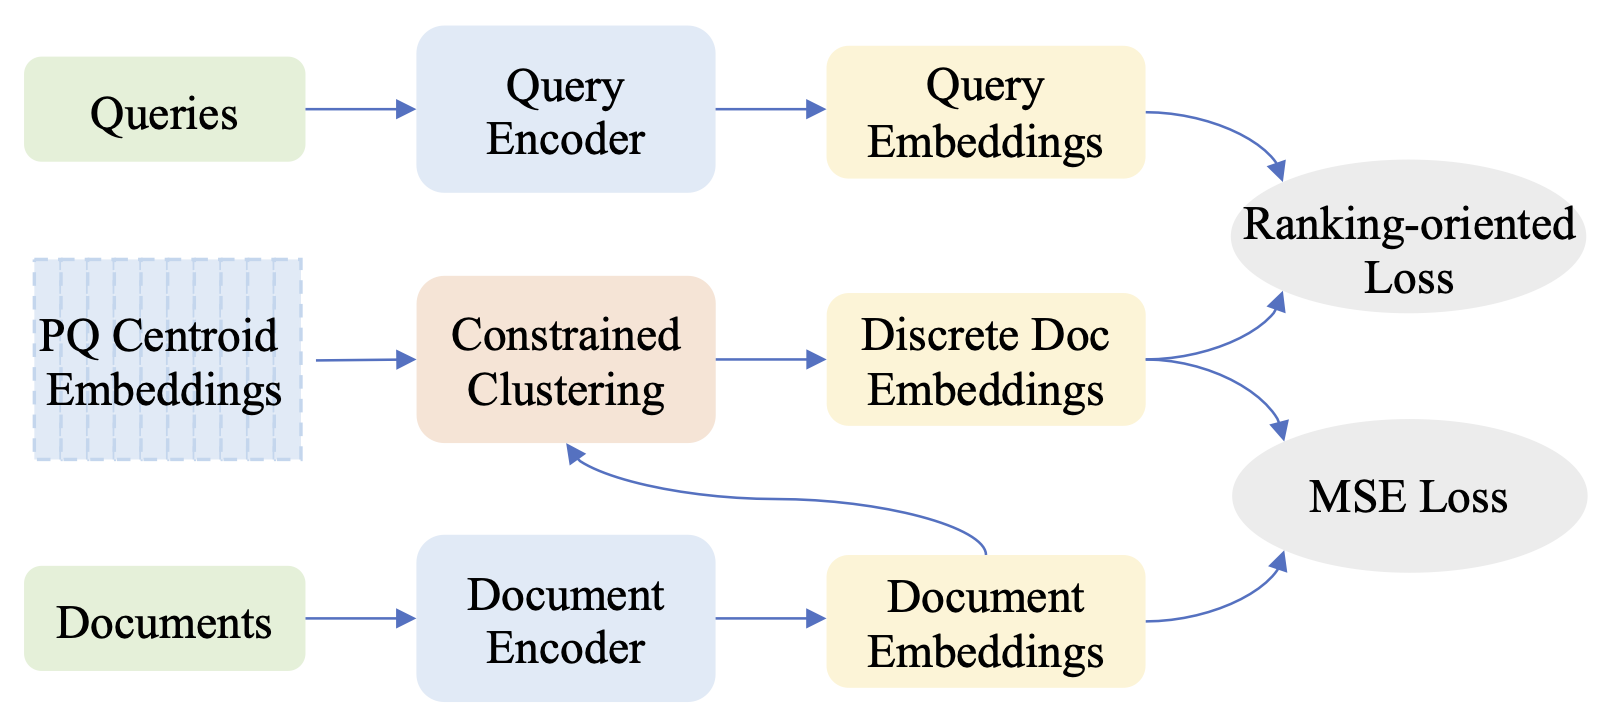 Queries
Query
Encoder
Query
Embeddings
Ranking-oriented
Loss
PQ Centroid
Embeddings
Constrained
Clustering
Discrete Doc
Embeddings
MSE Loss
Documents
Document
Encoder
Document
Embeddings